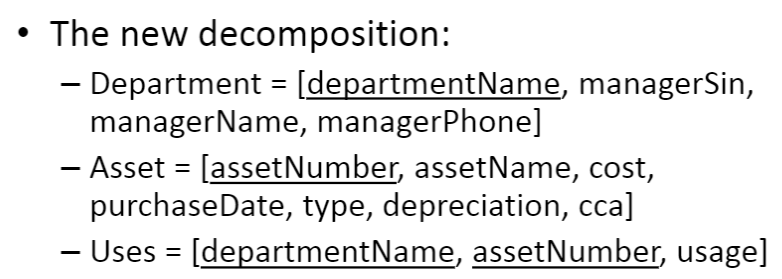 • The new decomposition:
– Department = [departmentName, managerSin,
managerName, managerPhone]
– Asset = [assetNumber, assetName, cost,
purchaseDate, type, depreciation, cca]
– Uses = [departmentName, assetNumber, usage]